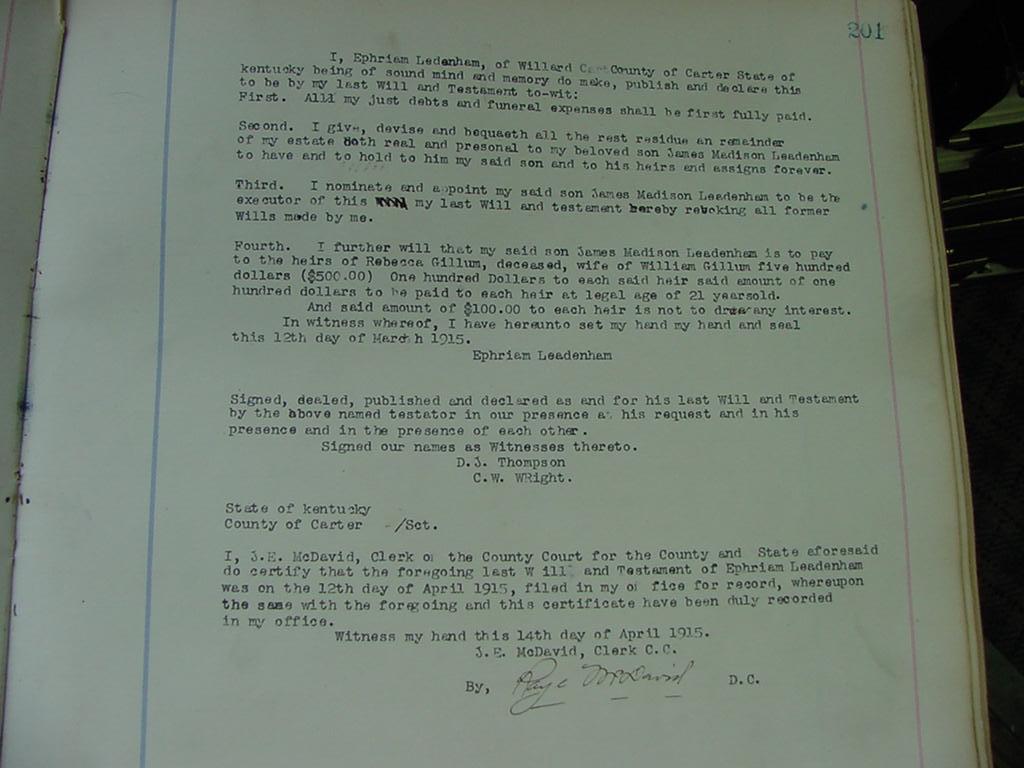 201
I, Ephriam Ledenham, of Willard County of Carter State of
kentucky being of sound mind and memory do make, publish and declare this
to be by my last Will and Testament to-wit:
First. Alll my just debts and funeral expenses shall be first fully paid.
Second. I give, devise and bequaeth all the rest residue an remainder
of my estate both real and presonal to my beloved son James Madison Leadenham
to have and to hold to him my said son and to his heirs and assigns forever.
Third. I nominate and appoint my said son James Madison Leadenham to be the
executor of this my last Will and testament hereby reboking all former
Wills made by me.
Fourth. I further will that my said son James Madison Leadenham is to pay
to the heirs of Rebecca Gillum, deceased, wife of William Gillum five hundred
dollars ($500.00) One hundred Dollars to each said heir said amount of one
hundred dollars to be paid to each heir at legal age of 21 yearsold.
And said amount of $100.00 to each heir is not to draw any interest.
In witness whereof, I have hereunto set my hand my hand and seal
this 12th day of March 1915.
Ephriam Leadenham
Signed, dealed, published and declared as and for his last Will and Testament
by the above named testator in our presence at his request and in his
presence and in the presence of each other.
Signed our names as Witnesses thereto.
D.J. Thompson
C.W. WRight.
State of kentucky
County of Carter -/Sct.
I, J.E. McDavid, Clerk of the County Court for the County and State aforesaid
do certify that the foregoing last W ill and Testament of Ephriam Leadenham
was on the 12th day of April 1915, filed in my of fice for record, whereupon
the same with the foregoing and this certificate have been duly recorded
in my office.
Witness my hand this 14th day of April 1915.
J.E. McDavid, Clerk C.C.
By, McDavid D.C.